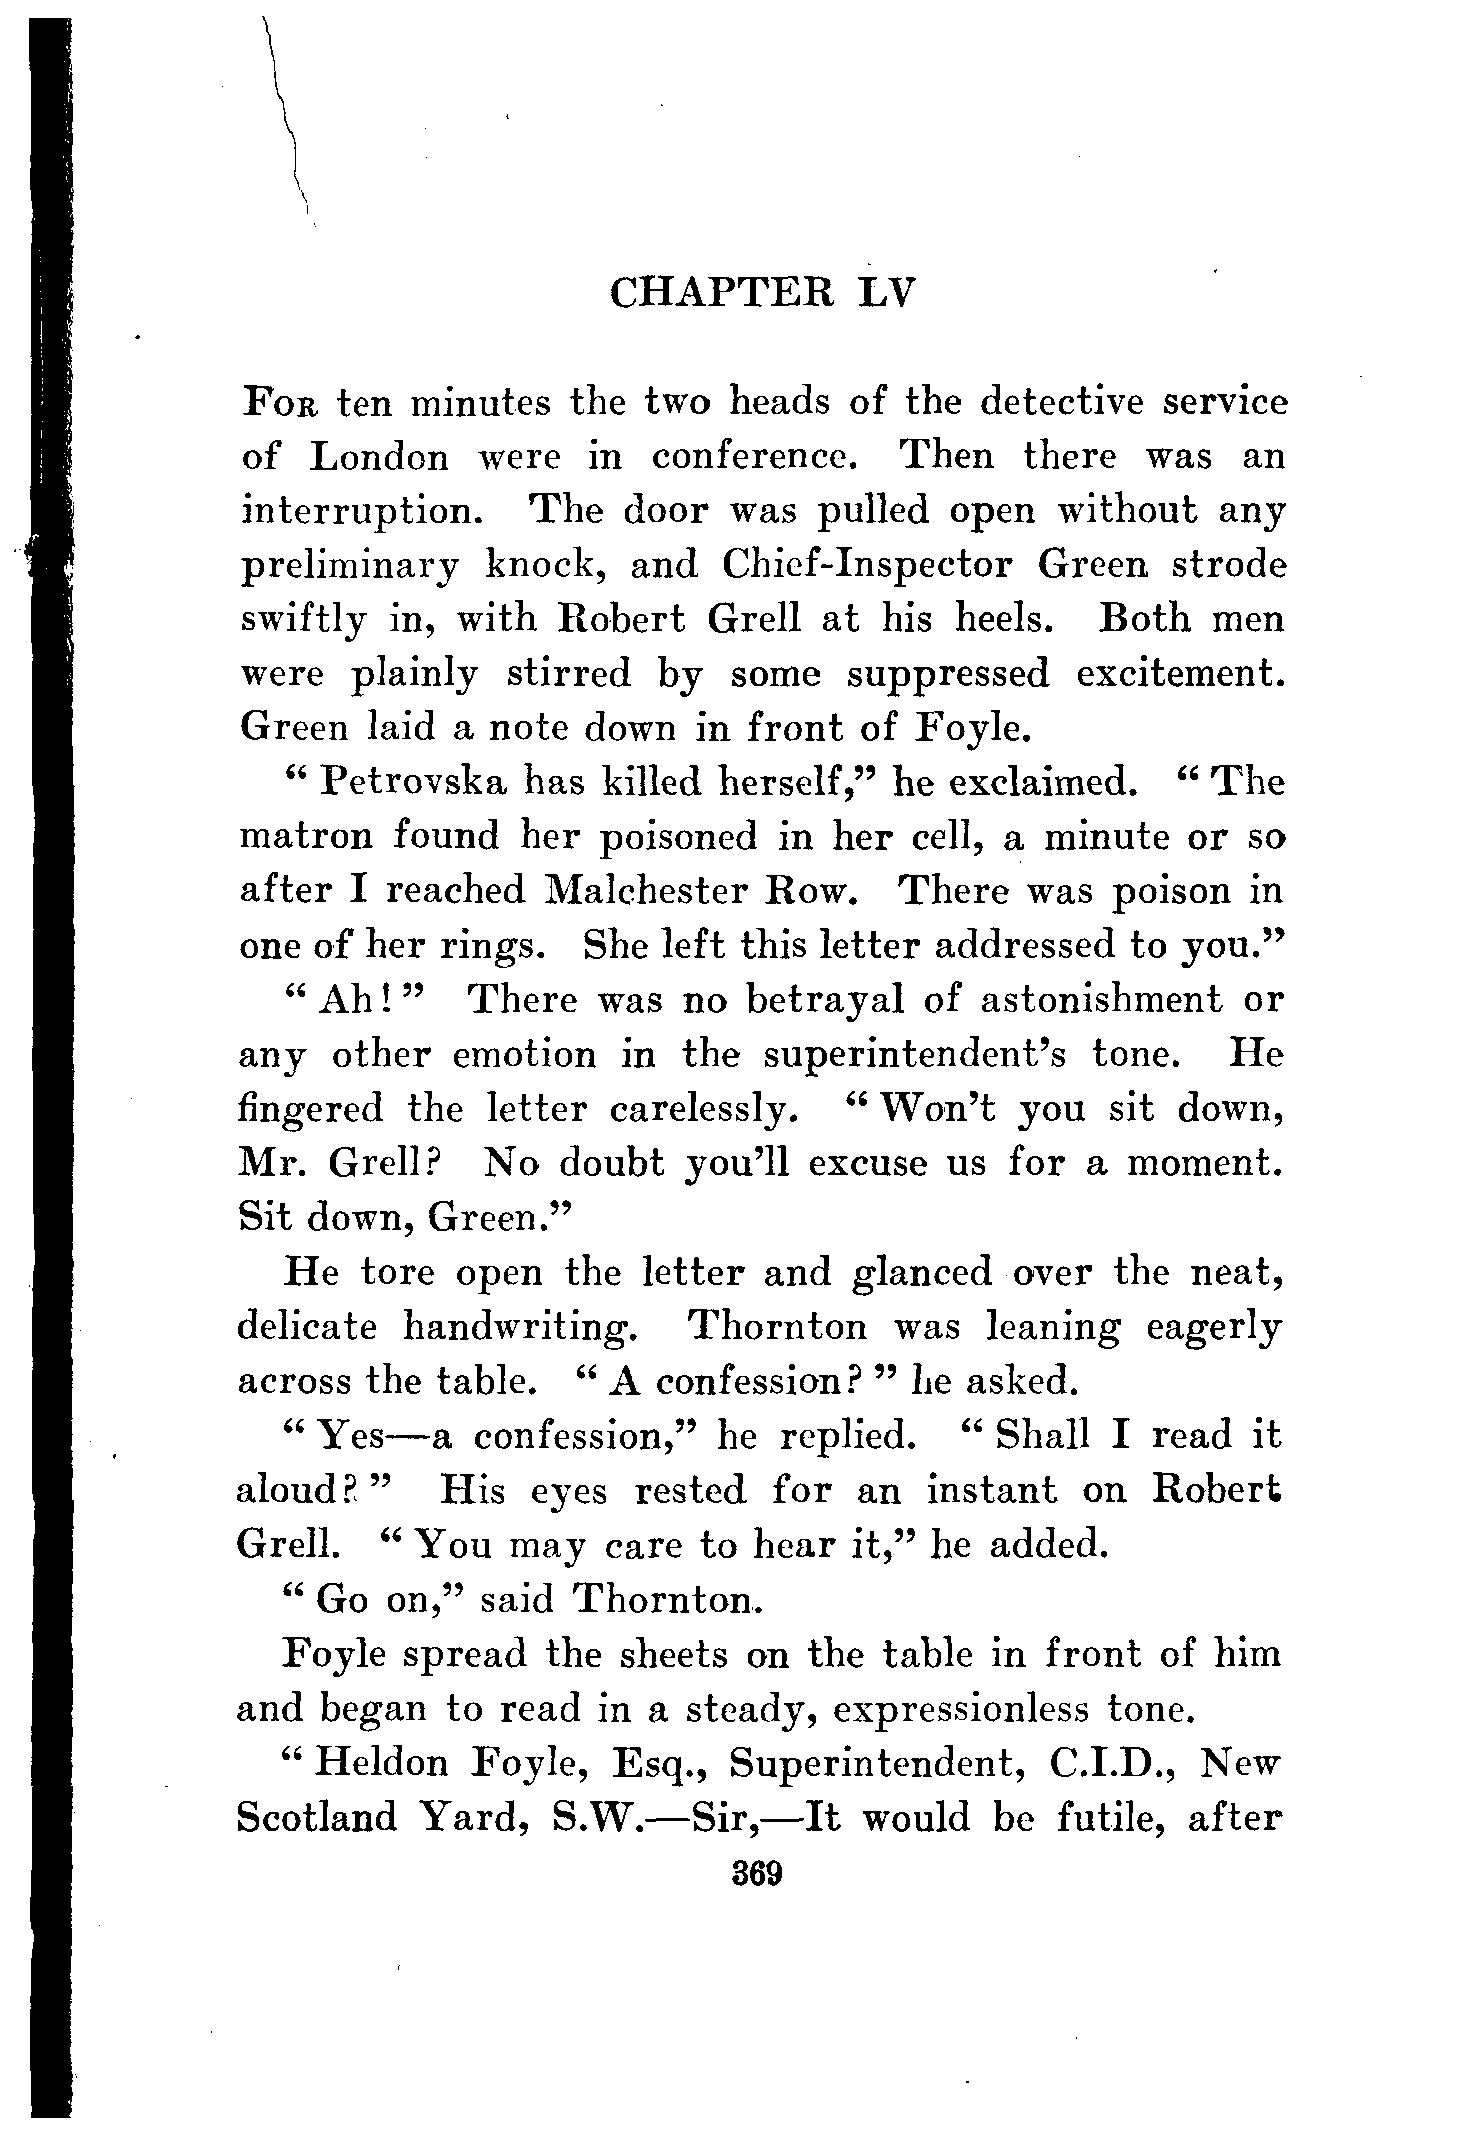 CHAPTER LV
FOR ten minutes the two heads of the detective service
of London were in conference. Then there was an
interruption. The door was pulled open without any
preliminary knock, and Chief-Inspector Green strode
swiftly in, with Robert Grell at his heels. Both men
were plainly stirred by some suppressed excitement.
Green laid a note down in front of Foyle.
“ Petrovska has killed herself,” he exclaimed. “ The
matron found her poisoned in her cell, a minute or so
after I reached Malchester Row. There was poison in
one of her rings. She left this letter addressed to you.”
“ Ah! ” There was no betrayal of astonishment or
any other emotion in the superintendent’s tone. He
fingered the letter carelessly. “ Won’t you sit down,
Mr. Grell? No doubt you’ll excuse us for a moment.
Sit down, Green.”
He tore open the letter and glanced over the neat,
delicate handwriting. Thornton was leaning eagerly
across the table. “ A confession? ” he asked.
“ Yes—a confession,” he replied. “ Shall I read it
aloud? ” His eyes rested for an instant on Robert
Grell. “ You may care to hear it,” he added.
“ Go on,” said Thornton.
Foyle spread the sheets on the table in front of him
and began to read in a steady, expressionless tone.
“ Heldon Foyle, Esq., Superintendent, C.I.D., New
Scotland Yard, S.W.—Sir,—It would be futile, after
369